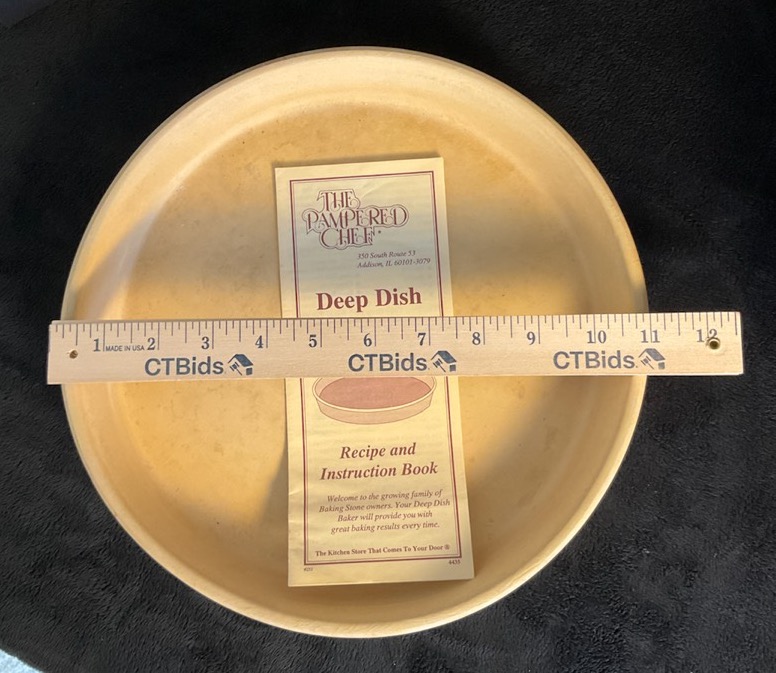 THE
PAMPERED
CHEF®
350 South Route 53
Addison, IL 60101-3079
Deep Dish
1 MADE IN USA 2 3 4 5 6 7 8 9 10 11 12
CTBids CTBids CTBids
Recipe and
Instruction Book
Welcome to the growing family of
Baking Stone owners. Your Deep Dish
Baker will provide you with
great baking results every time.
The Kitchen Store That Comes To Your Door ®
4435